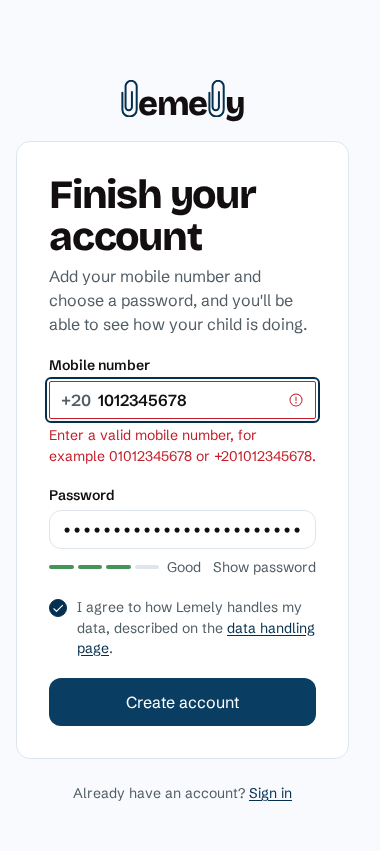 lemelly
Finish your
account
Add your mobile number and
choose a password, and you'll be
able to see how your child is doing.
Mobile number
+20 1012345678
Enter a valid mobile number, for
example 01012345678 or +201012345678.
Password
••••••••••••••••••••••••
Good Show password
I agree to how Lemely handles my
data, described on the data handling
page.
Create account
Already have an account? Sign in